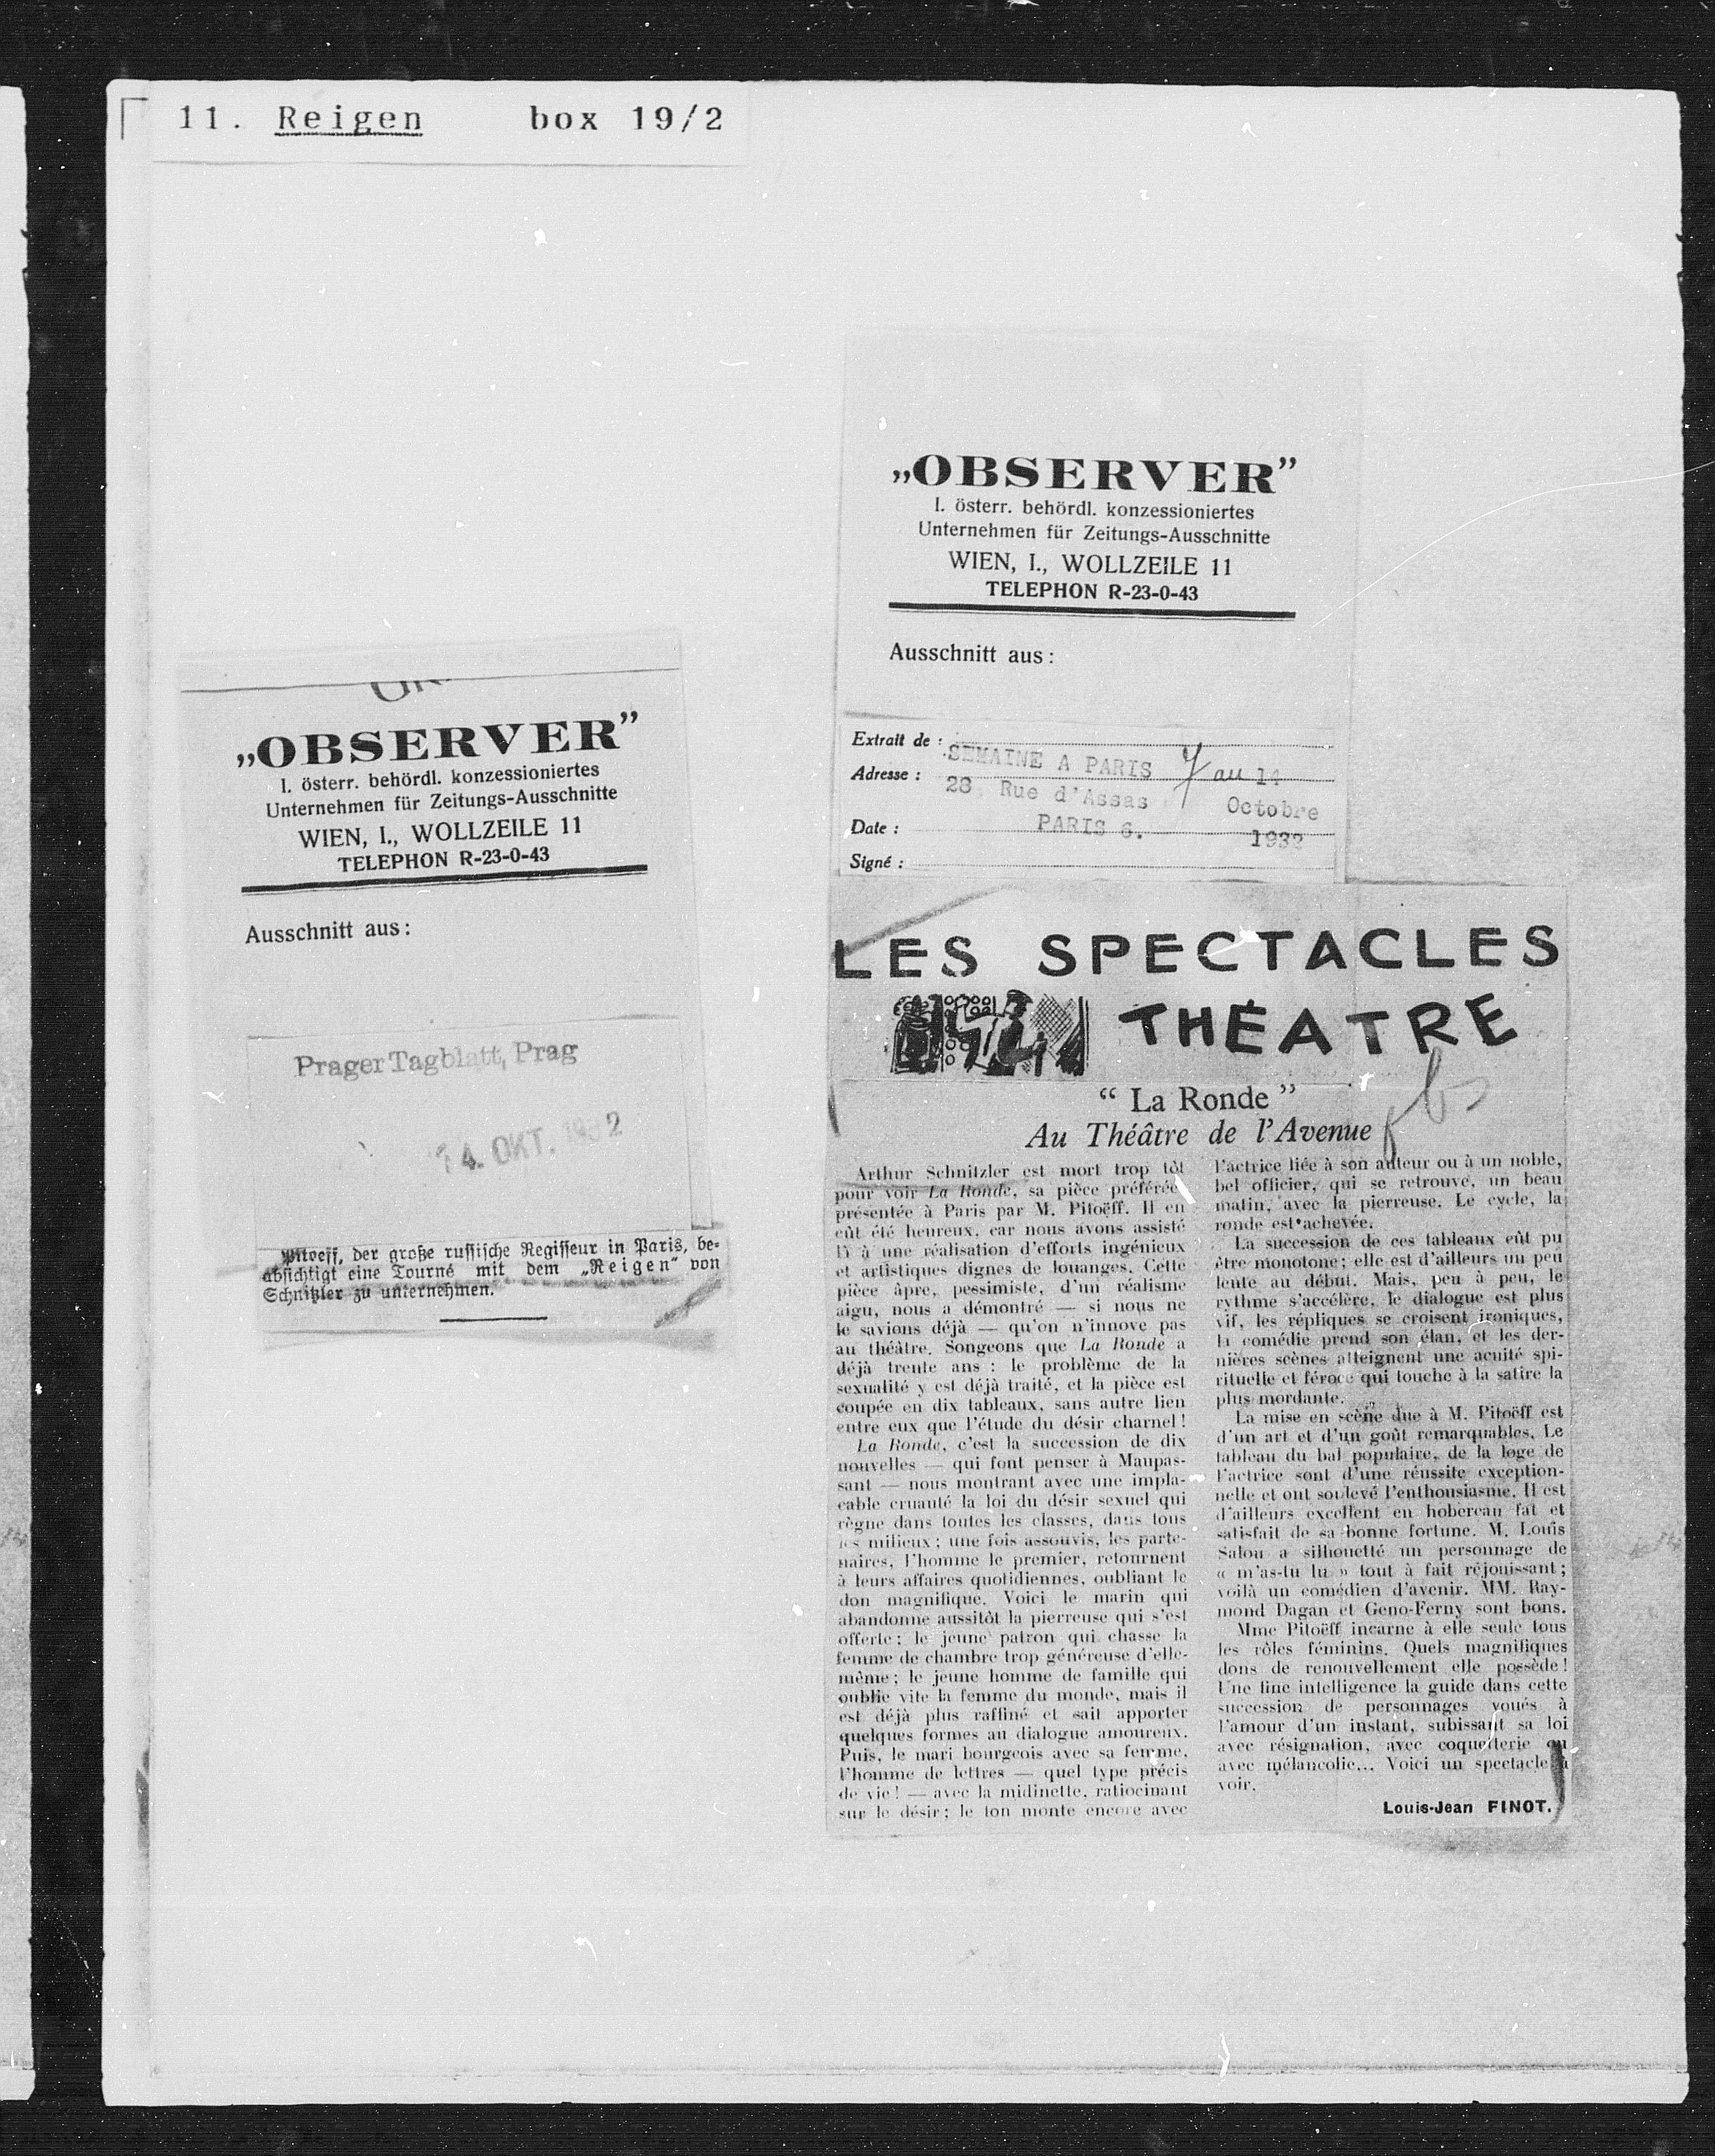 11. Reigen box 19/2
„OBSERVER”
I. österr. behördl. konzessioniertes
Unternehmen für Zeitungs-Ausschnitte
WIEN, I., WOLLZEILE 11
TELEPHON R-23-0-43
Ausschnitt aus:
Prager Tagblatt, Prag
14. OKT. 1932
Pitoeff, der große russische Regisseur in Paris, be-
absichtigt eine Tourné mit dem „Reigen“ von
Schnitzler zu unternehmen.
„OBSERVER”
I. österr. behördl. konzessioniertes
Unternehmen für Zeitungs-Ausschnitte
WIEN, I., WOLLZEILE 11
TELEPHON R-23-0-43
Ausschnitt aus:
Extrait de :
SEMAINE A PARIS 7 au 14
Adresse :
28, Rue d'Assas Octobre
Date : PARIS 6. 1932
Signé :
LES SPECTACLES
THÉATRE
“ La Ronde ”
Au Théâtre de l'Avenue
Arthur Schnitzler est mort trop tôt
pour voir La Ronde, sa pièce préférée
présentée à Paris par M. Pitoëff. Il en
eût été heureux, car nous avons assisté
là à une réalisation d'efforts ingénieux
et artistiques dignes de louanges. Cette
pièce âpre, pessimiste, d'un réalisme
aigu, nous a démontré — si nous ne
le savions déjà — qu'on n'innove pas
au théâtre. Songeons que La Ronde a
déjà trente ans : le problème de la
sexualité y est déjà traité, et la pièce est
coupée en dix tableaux, sans autre lien
entre eux que l'étude du désir charnel !
La Ronde, c'est la succession de dix
nouvelles — qui font penser à Maupas-
sant — nous montrant avec une impla-
cable cruauté la loi du désir sexuel qui
règne dans toutes les classes, dans tous
les milieux ; une fois assouvis, les parte-
naires, l'homme le premier, retournent
à leurs affaires quotidiennes, oubliant le
don magnifique. Voici le marin qui
abandonne aussitôt la pierreuse qui s'est
offerte ; le jeune patron qui chasse la
femme de chambre trop généreuse d'elle-
même ; le jeune homme de famille qui
oublie vite la femme du monde, mais il
est déjà plus raffiné et sait apporter
quelques formes au dialogue amoureux.
Puis, le mari bourgeois avec sa femme,
l'homme de lettres — quel type précis
de vie ! — avec la midinette, ratiocinant
sur le désir ; le ton monte encore avec
l'actrice liée à son auteur ou à un noble,
bel officier, qui se retrouve, un beau
matin, avec la pierreuse. Le cycle, la
ronde est achevée.
La succession de ces tableaux eût pu
être monotone ; elle est d'ailleurs un peu
lente au début. Mais, peu à peu, le
rythme s'accélère, le dialogue est plus
vif, les répliques se croisent ironiques,
la comédie prend son élan, et les der-
nières scènes atteignent une acuité spi-
rituelle et féroce qui touche à la satire la
plus mordante.
La mise en scène due à M. Pitoëff est
d'un art et d'un goût remarquables. Le
tableau du bal populaire, de la loge de
l'actrice sont d'une réussite exception-
nelle et ont soulevé l'enthousiasme. Il est
d'ailleurs excellent en hobereau fat et
satisfait de sa bonne fortune. M. Louis
Salou a silhouetté un personnage de
« m'as-tu lu » tout à fait réjouissant ;
voilà un comédien d'avenir. MM. Ray-
mond Dagan et Geno-Ferny sont bons.
Mme Pitoëff incarne à elle seule tous
les rôles féminins. Quels magnifiques
dons de renouvellement elle possède !
Une fine intelligence la guide dans cette
succession de personnages voués à
l'amour d'un instant, subissant sa loi
avec résignation, avec coquetterie ou
avec mélancolie... Voici un spectacle à
voir.
Louis-Jean FINOT.